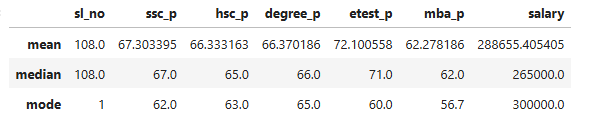 sl_no ssc_p hsc_p degree_p etest_p mba_p salary
mean 108.0 67.303395 66.333163 66.370186 72.100558 62.278186 288655.405405
median 108.0 67.0 65.0 66.0 71.0 62.0 265000.0
mode 1 62.0 63.0 65.0 60.0 56.7 300000.0